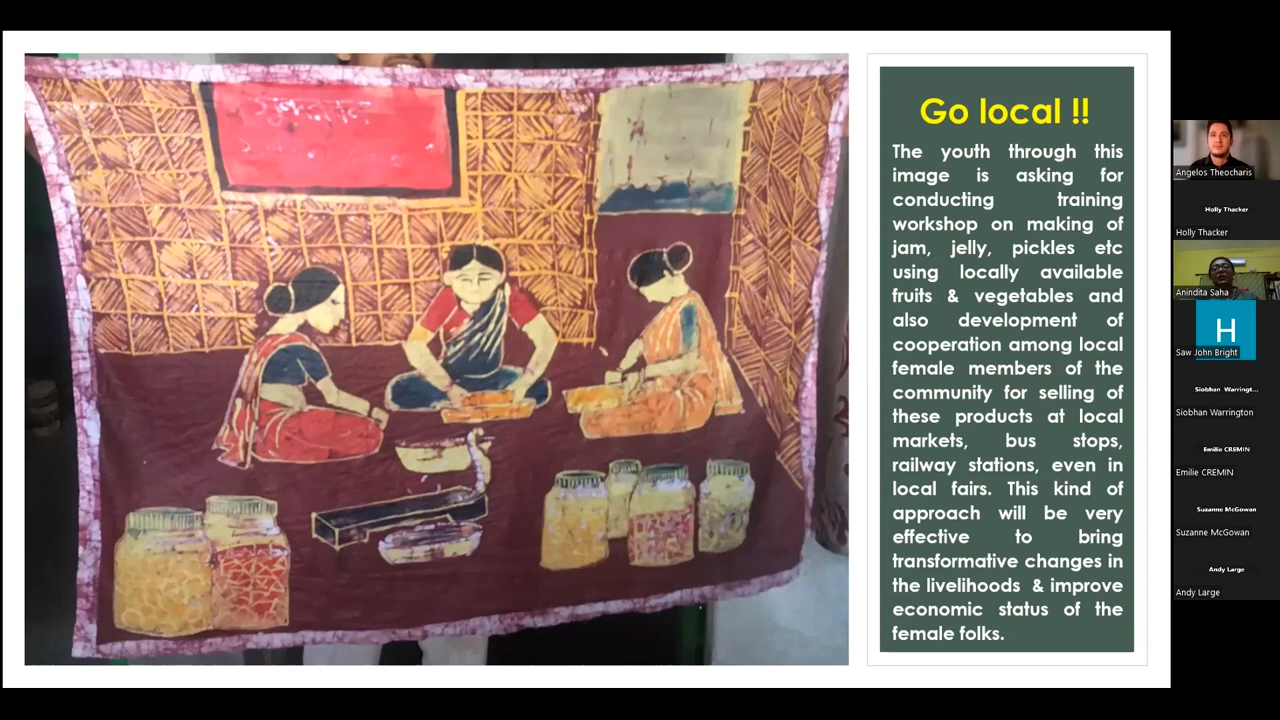 Go local !!
The youth through this
image is asking for
conducting training
workshop on making of
jam, jelly, pickles etc
using locally available
fruits & vegetables and
also development of
cooperation among local
female members of the
community for selling of
these products at local
markets, bus stops,
railway stations, even in
local fairs. This kind of
approach will be very
effective to bring
transformative changes in
the livelihoods & improve
economic status of the
female folks.
Angelos Theocharis
Holly Thacker
Holly Thacker
Anindita Saha
H
Saw John Bright
Siobhan Warringt...
Siobhan Warrington
Emilie CREMIN
Emilie CREMIN
Suzanne McGowan
Suzanne McGowan
Andy Large
Andy Large